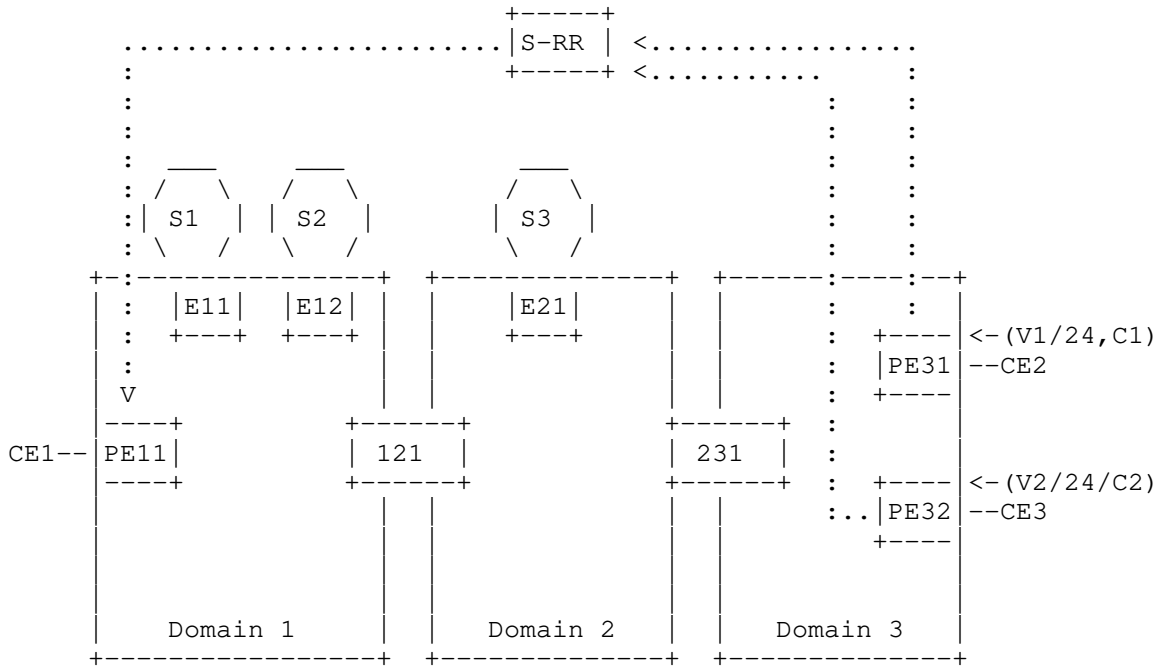 S-RR
S1 S2 S3
E11 E12 E21
<-(V1/24,C1)
PE31 --CE2
V
CE1-- PE11 121 231
<-(V2/24/C2)
PE32 --CE3
Domain 1 Domain 2 Domain 3